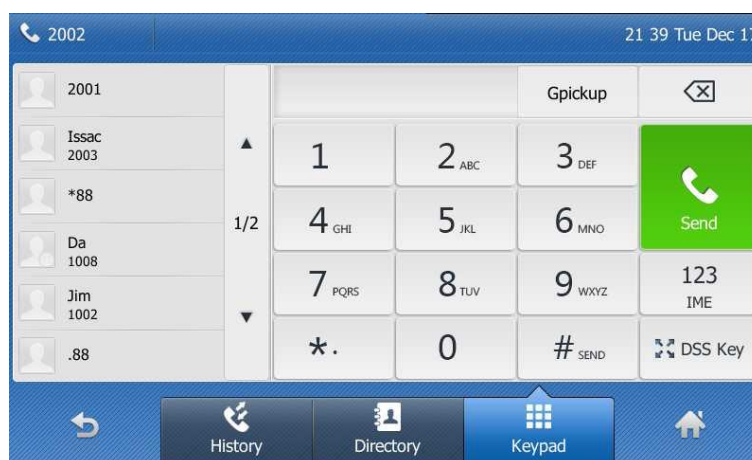 2002
21 39 Tue Dec 17
2001
Issac
2003
*88
Da
1008
Jim
1002
.88
1/2
Gpickup
1
2 ABC
3 DEF
Send
4 GHI
5 JKL
6 MNO
7 PQRS
8 TUV
9 WXYZ
123
IME
*.
0
# SEND
DSS Key
History
Directory
Keypad